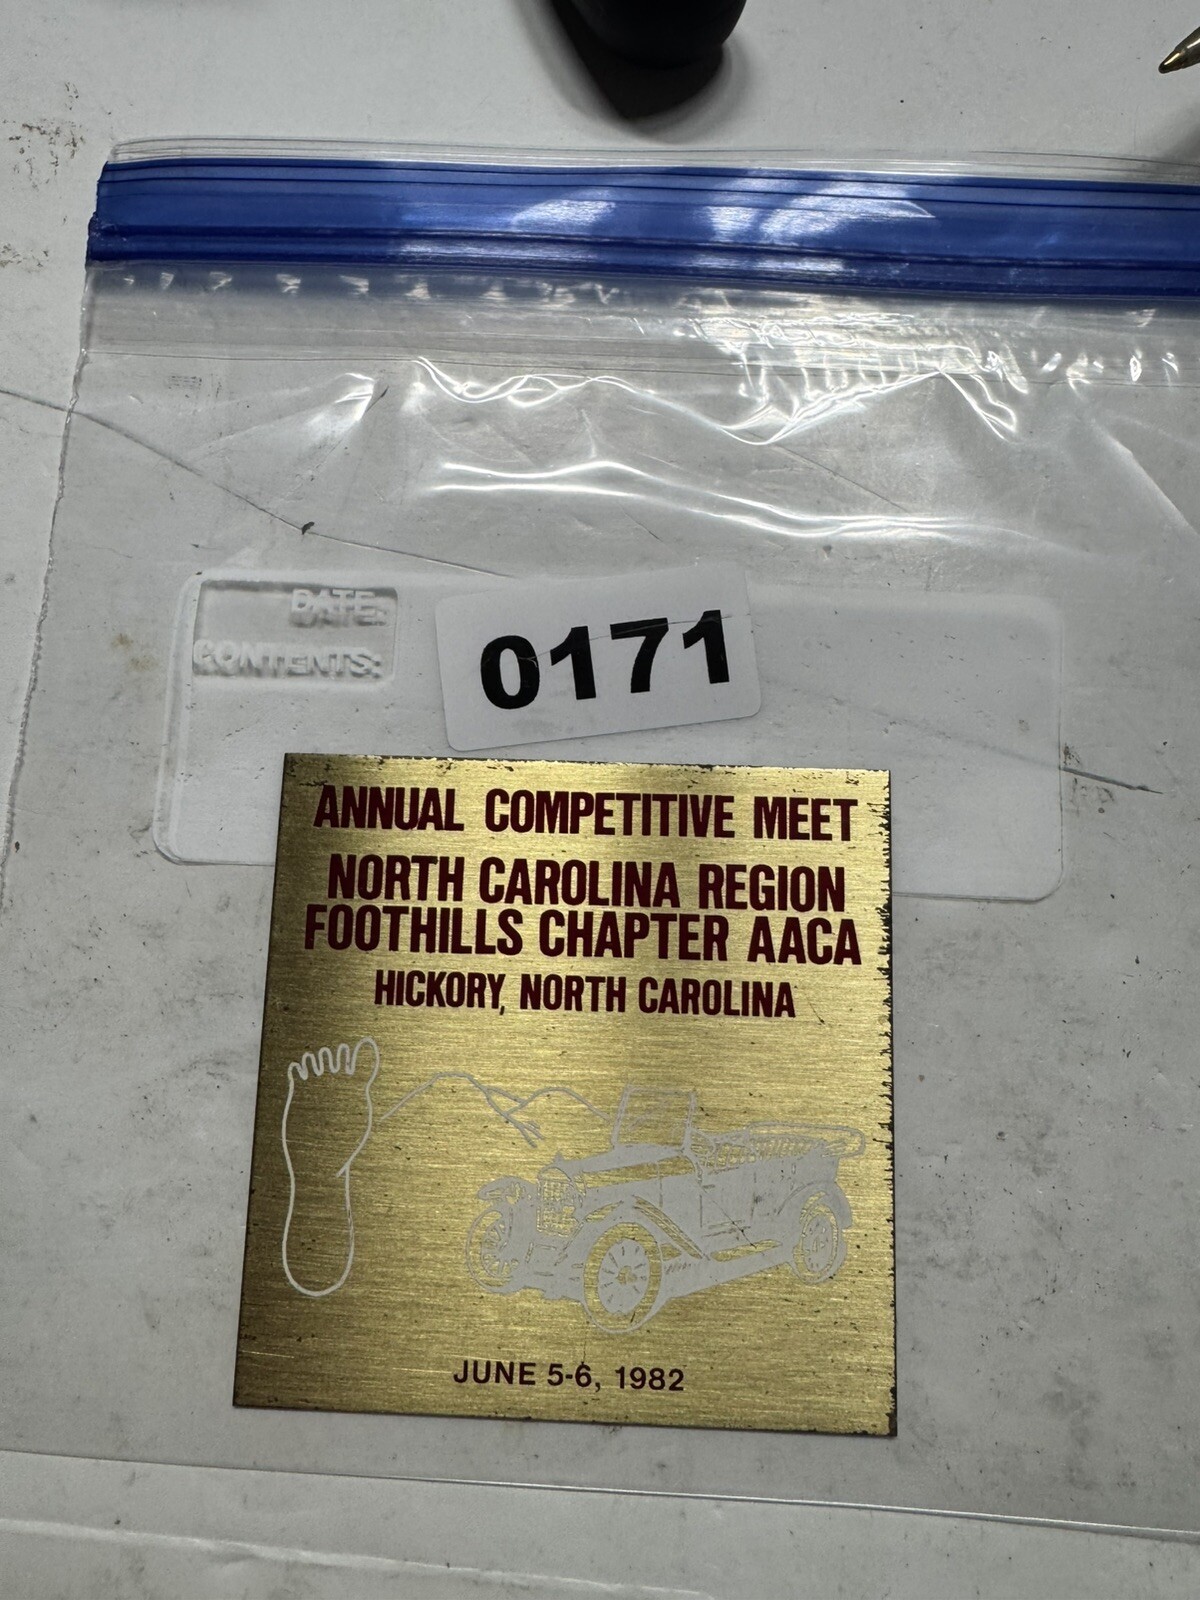 DATE:
CONTENTS:
0171
ANNUAL COMPETITIVE MEET
NORTH CAROLINA REGION
FOOTHILLS CHAPTER AACA
HICKORY, NORTH CAROLINA
JUNE 5-6, 1982